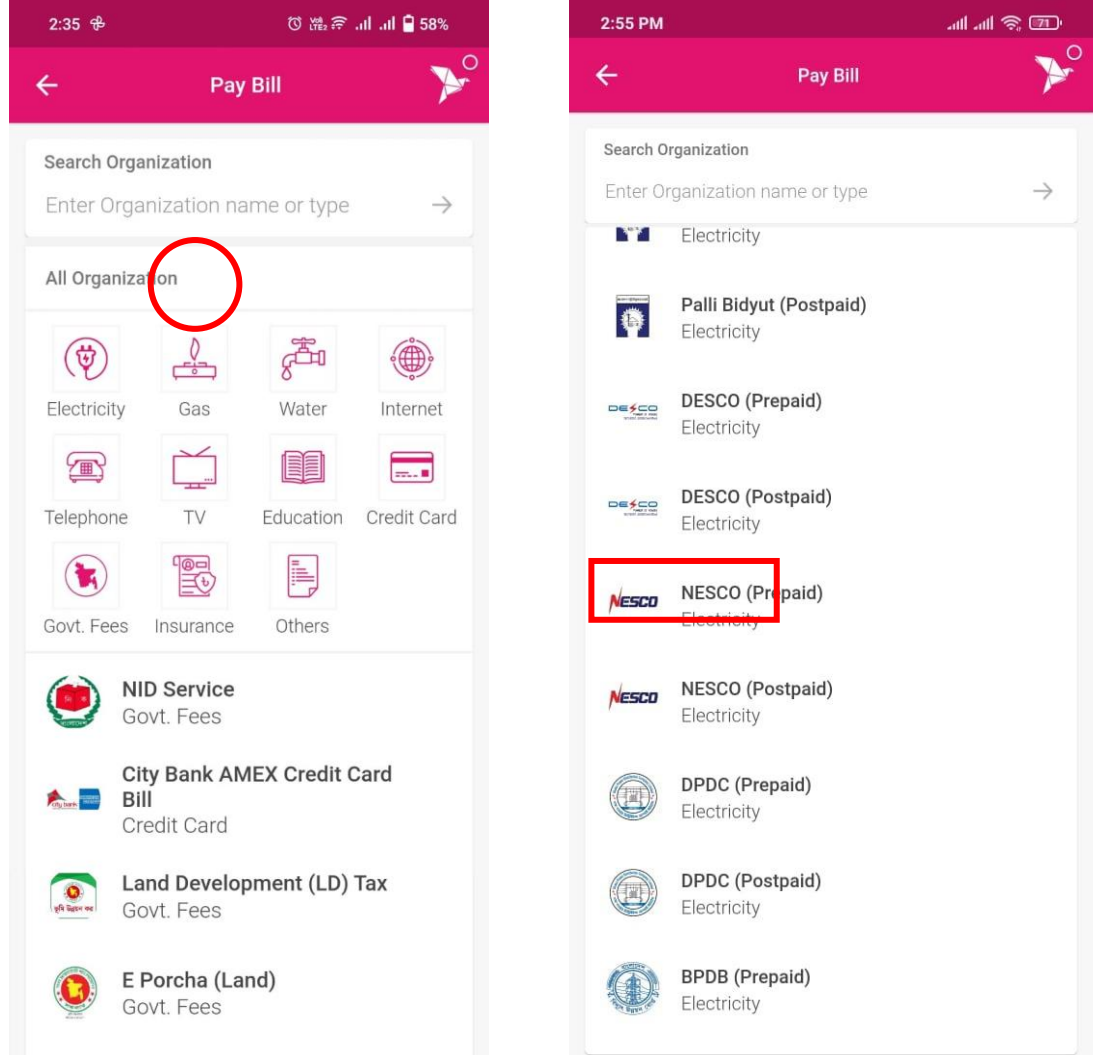 2:35 58%
Pay Bill
Search Organization
Enter Organization name or type
All Organization
Electricity Gas Water Internet
Telephone TV Education Credit Card
Govt. Fees Insurance Others
NID Service
Govt. Fees
City Bank AMEX Credit Card
Bill
Credit Card
city bank
Land Development (LD) Tax
Govt. Fees
E Porcha (Land)
Govt. Fees
2:55 PM 71
Pay Bill
Search Organization
Enter Organization name or type
Electricity
Palli Bidyut (Postpaid)
Electricity
DESCO
DESCO (Prepaid)
Electricity
DESCO
DESCO (Postpaid)
Electricity
NESCO
NESCO (Prepaid)
Electricity
NESCO
NESCO (Postpaid)
Electricity
DPDC (Prepaid)
Electricity
DPDC (Postpaid)
Electricity
BPDB (Prepaid)
Electricity